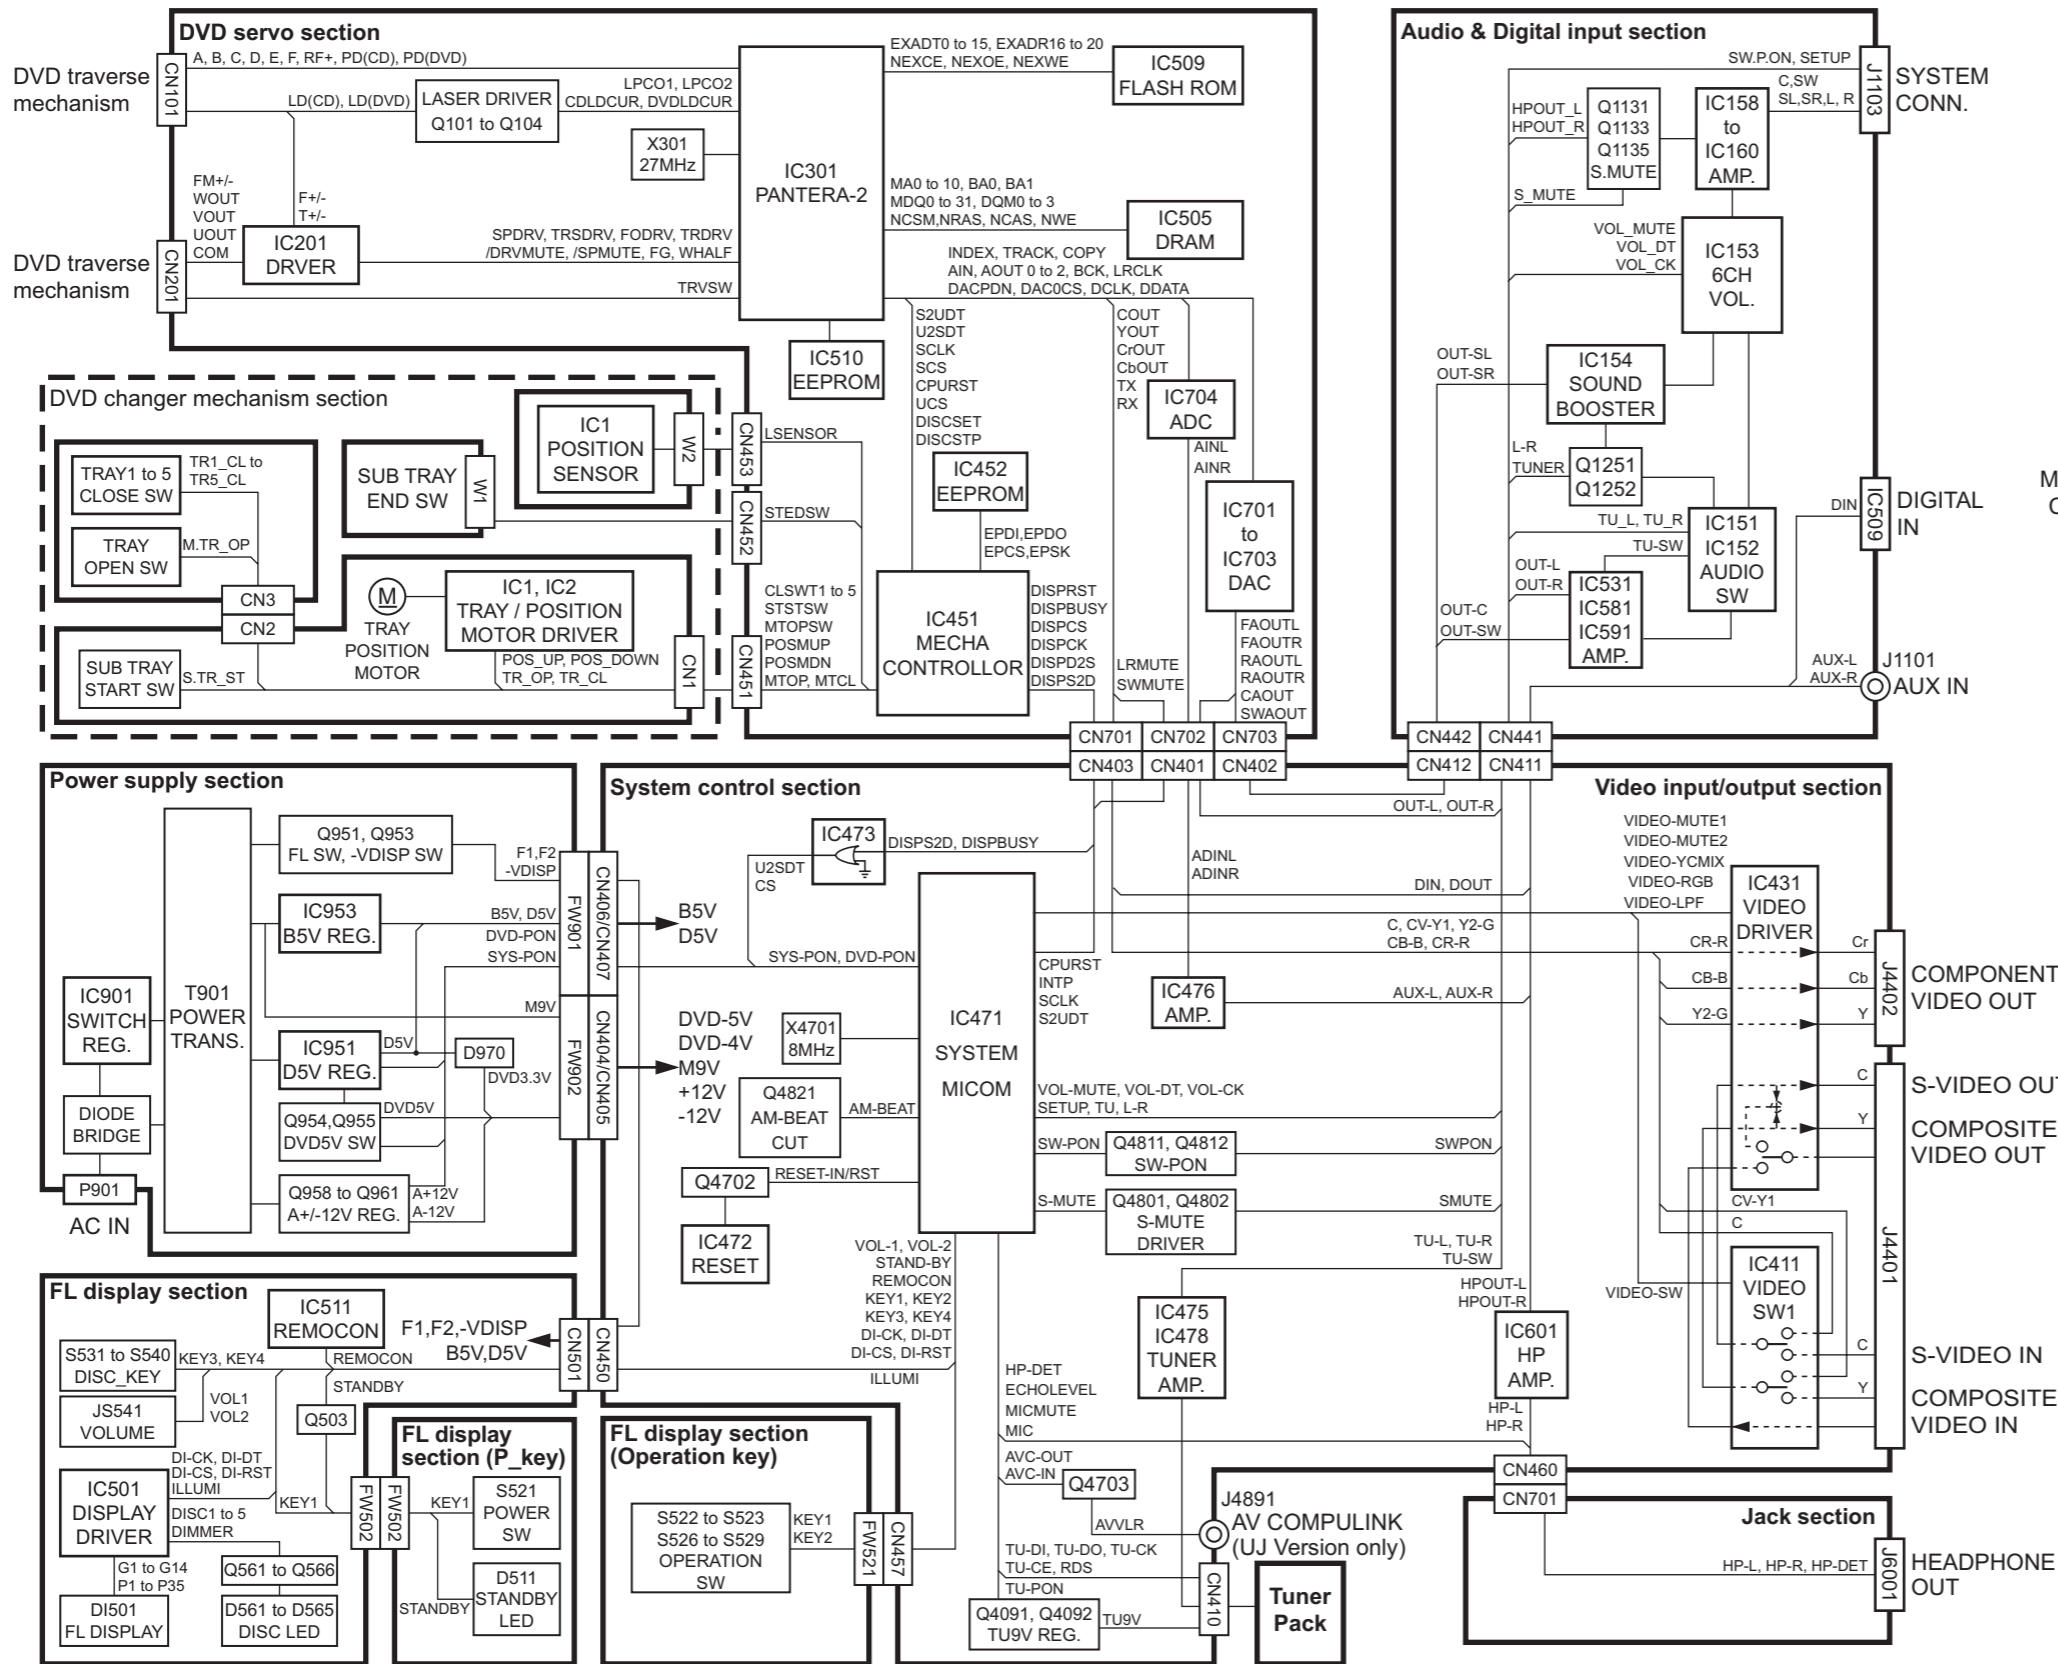 DVD servo section
A, B, C, D, E, F, RF+, PD(CD), PD(DVD)
DVD traverse
mechanism
CN101
LD(CD), LD(DVD)
LASER DRIVER
Q101 to Q104
LPCO1, LPCO2
CDLDCUR, DVDLDCUR
X301
27MHz
IC301
PANTERA-2
EXADT0 to 15, EXADR16 to 20
NEXCE, NEXOE, NEXWE
IC509
FLASH ROM
MA0 to 10, BA0, BA1
MDQ0 to 31, DQM0 to 3
NCSM,NRAS, NCAS, NWE
IC505
DRAM
FM+/-
WOUT
VOUT
UOUT
COM
F+/-
T+/-
DVD traverse
mechanism
CN201
IC201
DRVER
SPDRV, TRSDRV, FODRV, TRDRV
/DRVMUTE, /SPMUTE, FG, WHALF
TRVSW
INDEX, TRACK, COPY
AIN, AOUT 0 to 2, BCK, LRCLK
DACPDN, DAC0CS, DCLK, DDATA
IC510
EEPROM
S2UDT
U2SDT
SCLK
SCS
CPURST
UCS
DISCSET
DISCSTP
COUT
YOUT
CrOUT
CbOUT
TX
RX
IC704
ADC
AINL
AINR
IC452
EEPROM
EPDI,EPDO
EPCS,EPSK
IC701
to
IC703
DAC
IC451
MECHA
CONTROLLOR
DISPRST
DISPBUSY
DISPCS
DISPCK
DISPD2S
DISPS2D
LRMUTE
SWMUTE
FAOUTL
FAOUTR
RAOUTL
RAOUTR
CAOUT
SWAOUT
CN701
CN702
CN703
DVD changer mechanism section
TRAY1 to 5
CLOSE SW
TR1_CL to
TR5_CL
TRAY
OPEN SW
M.TR_OP
CN3
CN2
SUB TRAY
END SW
W1
IC1
POSITION
SENSOR
W2
M
TRAY
POSITION
MOTOR
IC1, IC2
TRAY / POSITION
MOTOR DRIVER
POS_UP, POS_DOWN
TR_OP, TR_CL
SUB TRAY
START SW
S.TR_ST
CN1
CN453
LSENSOR
CN452
STEDSW
CN451
CLSWT1 to 5
STSTSW
MTOPSW
POSMUP
POSMDN
MTOP, MTCL
Audio & Digital input section
SW.P.ON, SETUP
C,SW
SL,SR,L, R
J1103
SYSTEM
CONN.
HPOUT_L
HPOUT_R
Q1131
Q1133
Q1135
S.MUTE
IC158
to
IC160
AMP.
S_MUTE
VOL_MUTE
VOL_DT
VOL_CK
IC153
6CH
VOL.
OUT-SL
OUT-SR
IC154
SOUND
BOOSTER
L-R
TUNER
Q1251
Q1252
TU_L, TU_R
TU-SW
IC151
IC152
AUDIO
SW
OUT-L
OUT-R
IC531
IC581
IC591
AMP.
OUT-C
OUT-SW
DIN
IC509
DIGITAL
IN
AUX-L
AUX-R
J1101
AUX IN
M
CN442
CN441
Power supply section
Q951, Q953
FL SW, -VDISP SW
F1,F2
-VDISP
IC953
B5V REG.
B5V, D5V
DVD-PON
SYS-PON
FW901
CN406/CN407
M9V
IC901
SWITCH
REG.
T901
POWER
TRANS.
IC951
D5V REG.
D5V
D970
DVD3.3V
FW902
CN404/CN405
DIODE
BRIDGE
Q954,Q955
DVD5V SW
DVD5V
P901
AC IN
Q958 to Q961
A+/-12V REG.
A+12V
A-12V
System control section
CN403
CN401
CN402
CN412
CN411
IC473
DISPS2D, DISPBUSY
U2SDT
CS
B5V
D5V
SYS-PON, DVD-PON
DVD-5V
DVD-4V
M9V
+12V
-12V
X4701
8MHz
Q4821
AM-BEAT
CUT
AM-BEAT
Q4702
RESET-IN/RST
IC472
RESET
IC471
SYSTEM
MICOM
CPURST
INTP
SCLK
S2UDT
ADINL
ADINR
OUT-L, OUT-R
DIN, DOUT
C, CV-Y1, Y2-G
CB-B, CR-R
IC476
AMP.
AUX-L, AUX-R
VOL-MUTE, VOL-DT, VOL-CK
SETUP, TU, L-R
SW-PON
Q4811, Q4812
SW-PON
SWPON
S-MUTE
Q4801, Q4802
S-MUTE
DRIVER
SMUTE
TU-L, TU-R
TU-SW
HPOUT-L
HPOUT-R
IC475
IC478
TUNER
AMP.
IC601
HP
AMP.
HP-L
HP-R
VOL-1, VOL-2
STAND-BY
REMOCON
KEY1, KEY2
KEY3, KEY4
DI-CK, DI-DT
DI-CS, DI-RST
ILLUMI
HP-DET
ECHOLEVEL
MICMUTE
MIC
AVC-OUT
AVC-IN
Q4703
AVVLR
J4891
AV COMPULINK
(UJ Version only)
TU-DI, TU-DO, TU-CK
TU-CE, RDS
TU-PON
Q4091, Q4092
TU9V REG.
TU9V
CN410
Tuner
Pack
Video input/output section
VIDEO-MUTE1
VIDEO-MUTE2
VIDEO-YCMIX
VIDEO-RGB
VIDEO-LPF
IC431
VIDEO
DRIVER
CR-R
CB-B
Y2-G
Cr
Cb
Y
J4402
COMPONENT
VIDEO OUT
C
S-VIDEO OUT
Y
COMPOSITE
VIDEO OUT
CV-Y1
C
J4401
IC411
VIDEO
SW1
VIDEO-SW
C
S-VIDEO IN
Y
COMPOSITE
VIDEO IN
CN460
CN701
Jack section
HP-L, HP-R, HP-DET
J6001
HEADPHONE
OUT
FL display section
IC511
REMOCON
F1,F2,-VDISP
B5V,D5V
CN501
CN450
S531 to S540
DISC_KEY
KEY3, KEY4
REMOCON
JS541
VOLUME
VOL1
VOL2
STANDBY
Q503
DI-CK, DI-DT
DI-CS, DI-RST
ILLUMI
IC501
DISPLAY
DRIVER
DISC1 to 5
DIMMER
KEY1
G1 to G14
P1 to P35
Q561 to Q566
DI501
FL DISPLAY
D561 to D565
DISC LED
FW502
FW502
FL display
section (P_key)
KEY1
S521
POWER
SW
STANDBY
D511
STANDBY
LED
FL display section
(Operation key)
S522 to S523
S526 to S529
OPERATION
SW
KEY1
KEY2
FW521
CN457